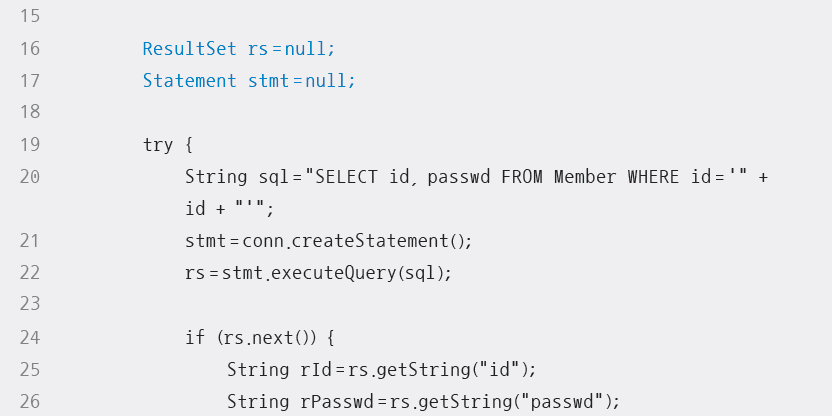 15
16 ResultSet rs=null;
17 Statement stmt=null;
18
19 try {
20 String sql="SELECT id, passwd FROM Member WHERE id='" +
id + "'";
21 stmt=conn.createStatement();
22 rs=stmt.executeQuery(sql);
23
24 if (rs.next()) {
25 String rId=rs.getString("id");
26 String rPasswd=rs.getString("passwd");